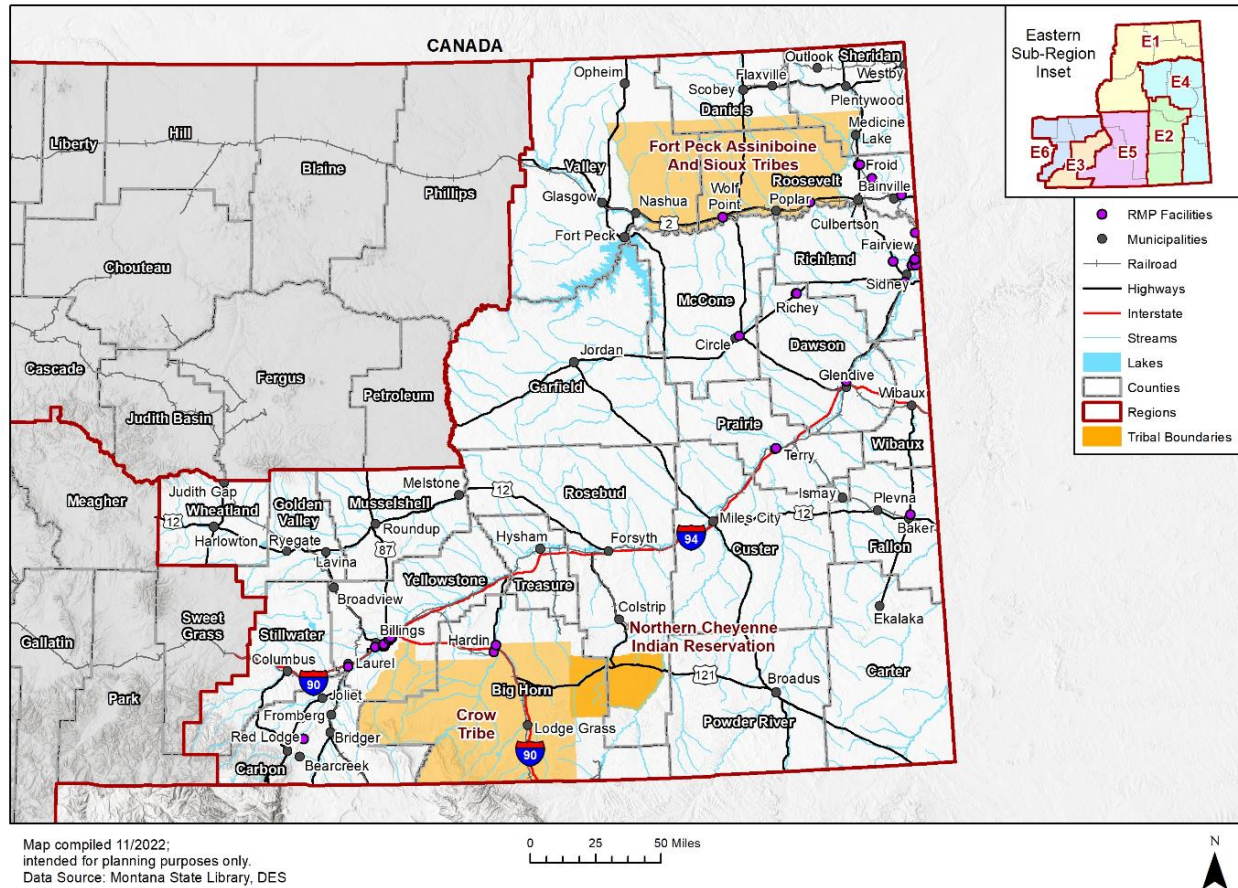 CANADA
Eastern
Sub-Region
Inset
E1
E4
E2
E5
E3
E6
RMP Facilities
Municipalities
Railroad
Highways
Interstate
Streams
Lakes
Counties
Regions
Tribal Boundaries
Opheim
Scobey
Flaxville
Outlook
Sheridan
Westby
Daniels
Plentywood
Medicine
Lake
Liberty
Hill
Blaine
Phillips
Valley
Fort Peck Assiniboine
And Sioux Tribes
Roosevelt
Froid
Bainville
Glasgow
Nashua
2
Wolf
Point
Poplar
Culbertson
Fort Peck
Fairview
Richland
Sidney
Chouteau
McCone
Richey
Circle
Dawson
Jordan
Garfield
Glendive
Wibaux
Cascade
Fergus
Petroleum
Judith Basin
Prairie
Terry
Wibaux
Meagher
Judith Gap
Wheatland
12
Harlowton
Golden
Valley
Ryegate
Musselshell
Melstone
Roundup
87
Lavina
12
Rosebud
Ismay
Plevna
Miles City
12
Baker
94
Custer
Fallon
Hysham
Forsyth
Yellowstone
Treasure
Broadview
Colstrip
Ekalaka
Gallatin
Sweet
Grass
Stillwater
Billings
Hardin
Northern Cheyenne
Indian Reservation
Columbus
Laurel
90
Joliet
Big Horn
121
Broadus
Carter
Park
Fromberg
Crow
Tribe
Lodge Grass
Powder River
Red Lodge
Bridger
90
Carbon
Bearcreek
Map compiled 11/2022;
intended for planning purposes only.
Data Source: Montana State Library, DES
0 25 50 Miles
N